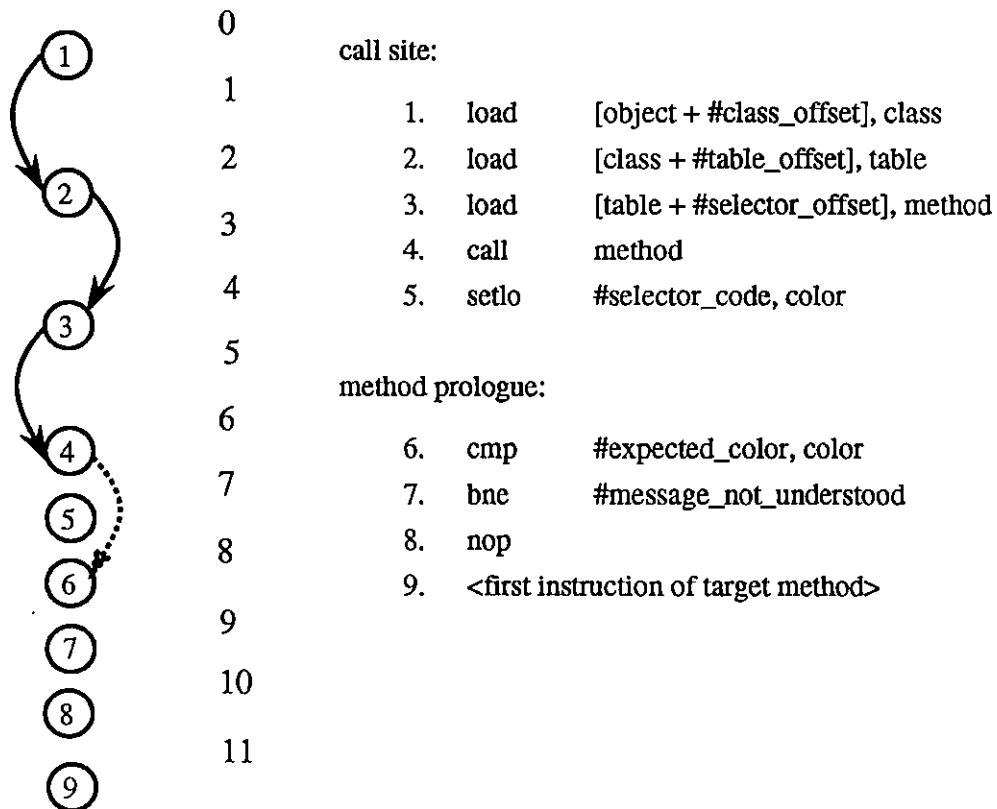 0
1
call site:
1
1. load [object + #class_offset], class
2
2. load [class + #table_offset], table
2
3. load [table + #selector_offset], method
3
4. call method
4
5. setlo #selector_code, color
3
5
method prologue:
6
6. cmp #expected_color, color
4
7
7. bne #message_not_understood
5
8. nop
8
6
9. <first instruction of target method>
9
7
10
8
11
9